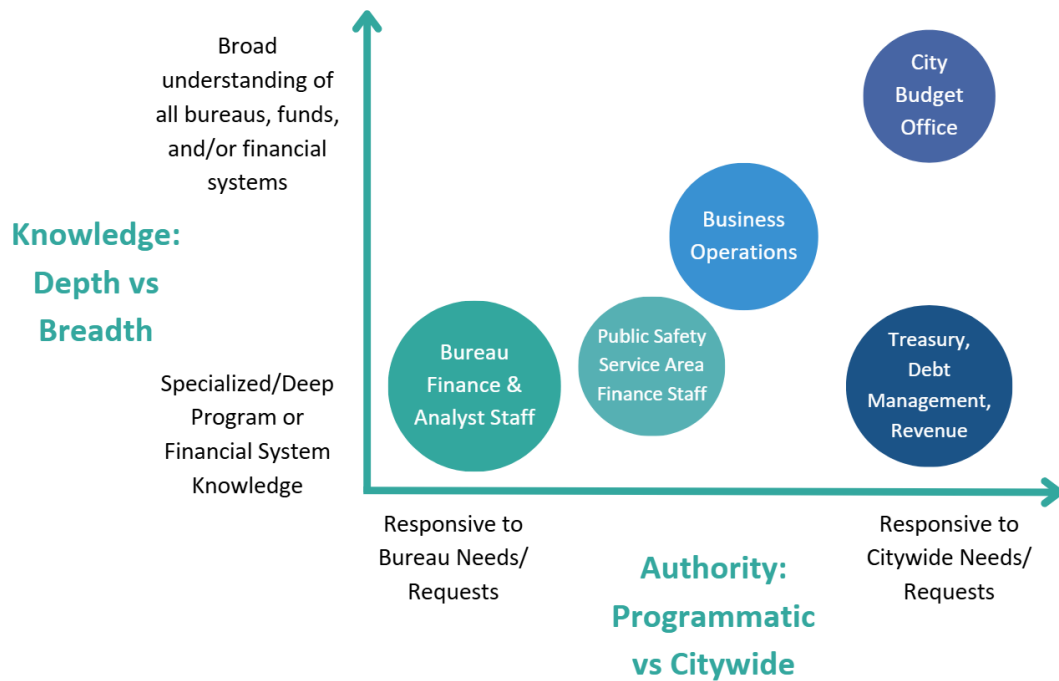 Broad
understanding of
all bureaus, funds,
and/or financial
systems
Knowledge:
Depth vs
Breadth
Specialized/Deep
Program or
Financial System
Knowledge
City
Budget
Office
Business
Operations
Public Safety
Service Area
Finance Staff
Bureau
Finance &
Analyst Staff
Treasury,
Debt
Management,
Revenue
Responsive to
Bureau Needs/
Requests
Authority:
Programmatic
vs Citywide
Responsive to
Citywide Needs/
Requests